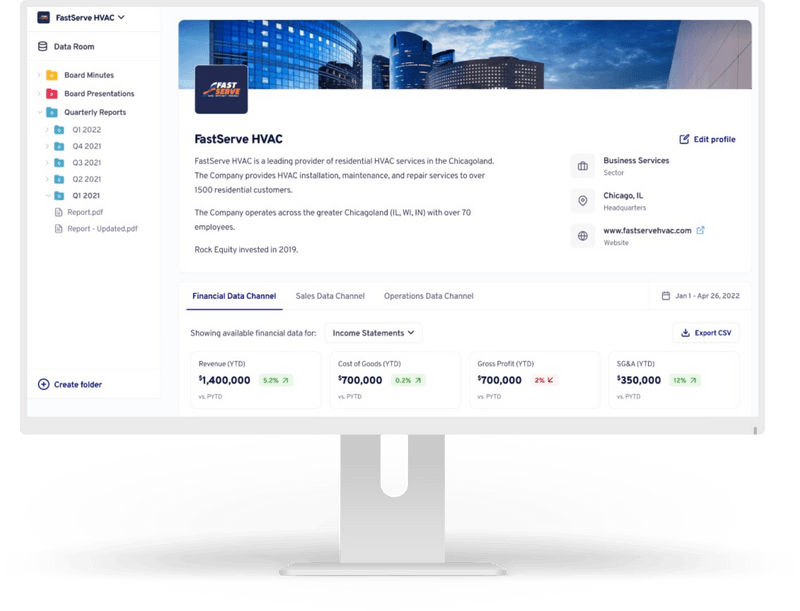 FastServe HVAC
Data Room
Board Minutes
Board Presentations
Quarterly Reports
Q1 2022
Q4 2021
Q3 2021
Q2 2021
Q1 2021
Report.pdf
Report - Updated.pdf
Create folder
FAST
SERVE
FastServe HVAC
Edit profile
FastServe HVAC is a leading provider of residential HVAC services in the Chicagoland.
The Company provides HVAC installation, maintenance, and repair services to over
1500 residential customers.
The Company operates across the greater Chicagoland (IL, WI, IN) with over 70
employees.
Rock Equity invested in 2019.
Business Services
Sector
Chicago, IL
Headquarters
www.fastservehvac.com
Website
Financial Data Channel
Sales Data Channel
Operations Data Channel
Jan 1 - Apr 26, 2022
Showing available financial data for:
Income Statements
Export CSV
Revenue (YTD)
$1,400,000
5.2%
vs. PYTD
Cost of Goods (YTD)
$700,000
0.2%
vs. PYTD
Gross Profit (YTD)
$700,000
2%
vs. PYTD
SG&A (YTD)
$350,000
12%
vs. PYTD